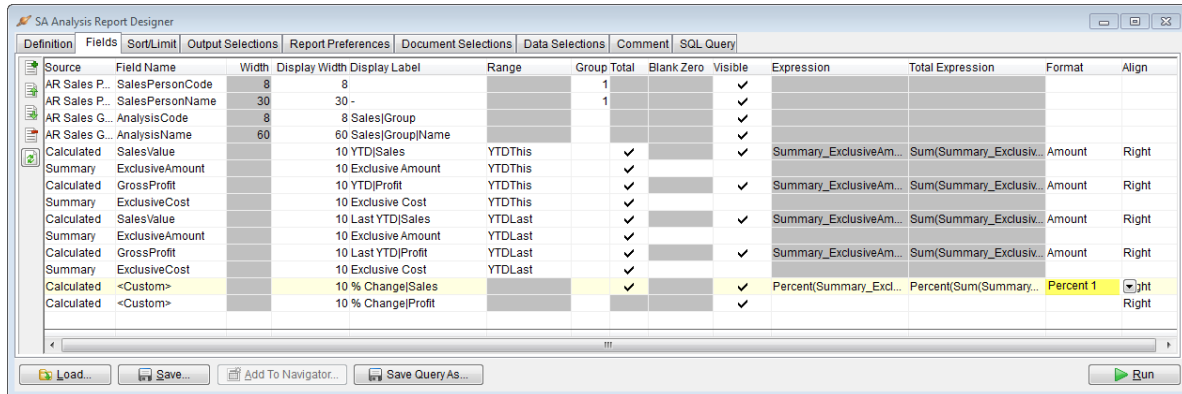 SA Analysis Report Designer
Definition Fields Sort/Limit Output Selections Report Preferences Document Selections Data Selections Comment SQL Query
Source Field Name Width Display Width Display Label Range Group Total Blank Zero Visible Expression Total Expression Format Align
AR Sales P... SalesPersonCode 8 8 1
AR Sales P... SalesPersonName 30 30 - 1
AR Sales G... AnalysisCode 8 8 Sales|Group
AR Sales G... AnalysisName 60 60 Sales|Group|Name
Calculated SalesValue 10 YTD|Sales YTDThis Summary_ExclusiveAm... Sum(Summary_Exclusiv... Amount Right
Summary ExclusiveAmount 10 Exclusive Amount YTDThis
Calculated GrossProfit 10 YTD|Profit YTDThis Summary_ExclusiveAm... Sum(Summary_Exclusiv... Amount Right
Summary ExclusiveCost 10 Exclusive Cost YTDThis
Calculated SalesValue 10 Last YTD|Sales YTDLast Summary_ExclusiveAm... Sum(Summary_Exclusiv... Amount Right
Summary ExclusiveAmount 10 Exclusive Amount YTDLast
Calculated GrossProfit 10 Last YTD|Profit YTDLast Summary_ExclusiveAm... Sum(Summary_Exclusiv... Amount Right
Summary ExclusiveCost 10 Exclusive Cost YTDLast
Calculated <Custom> 10 % Change|Sales Percent(Summary_Excl... Percent(Sum(Summary... Percent 1 ght
Calculated <Custom> 10 % Change|Profit Right
Load... Save... Add To Navigator... Save Query As... Run